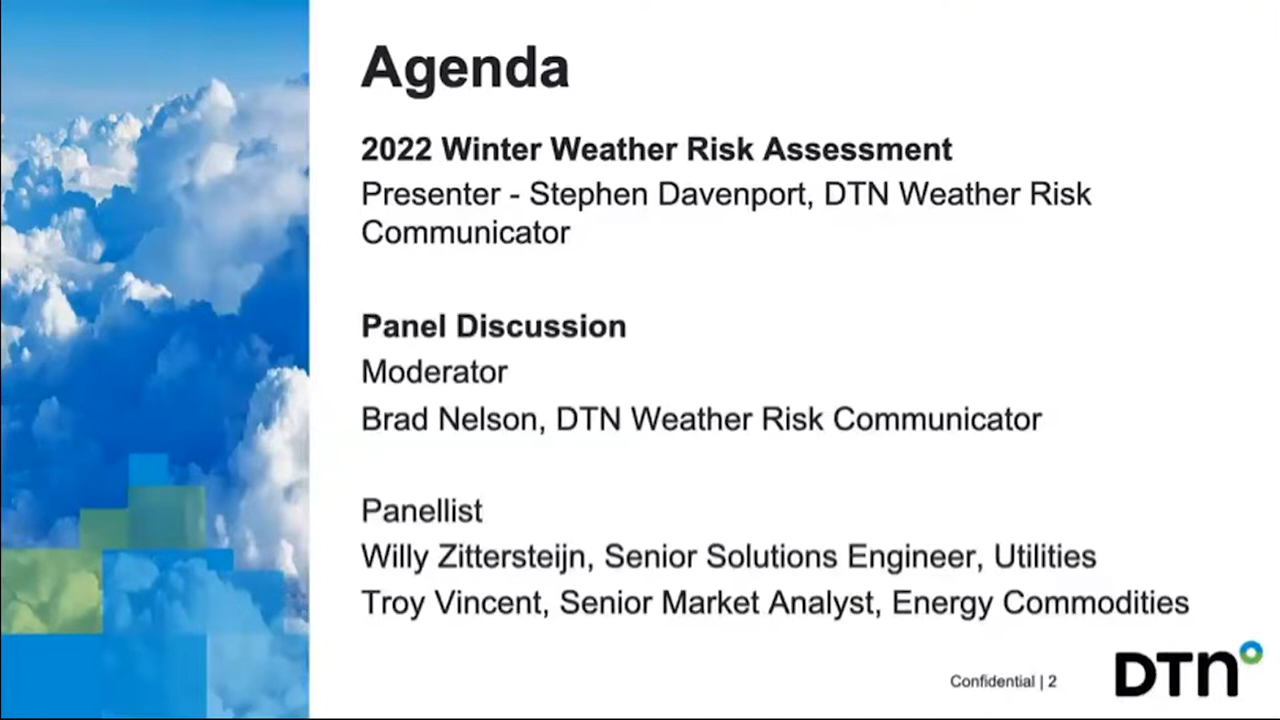 Agenda
2022 Winter Weather Risk Assessment
Presenter - Stephen Davenport, DTN Weather Risk
Communicator
Panel Discussion
Moderator
Brad Nelson, DTN Weather Risk Communicator
Panellist
Willy Zittersteijn, Senior Solutions Engineer, Utilities
Troy Vincent, Senior Market Analyst, Energy Commodities
Confidential | 2
DTN